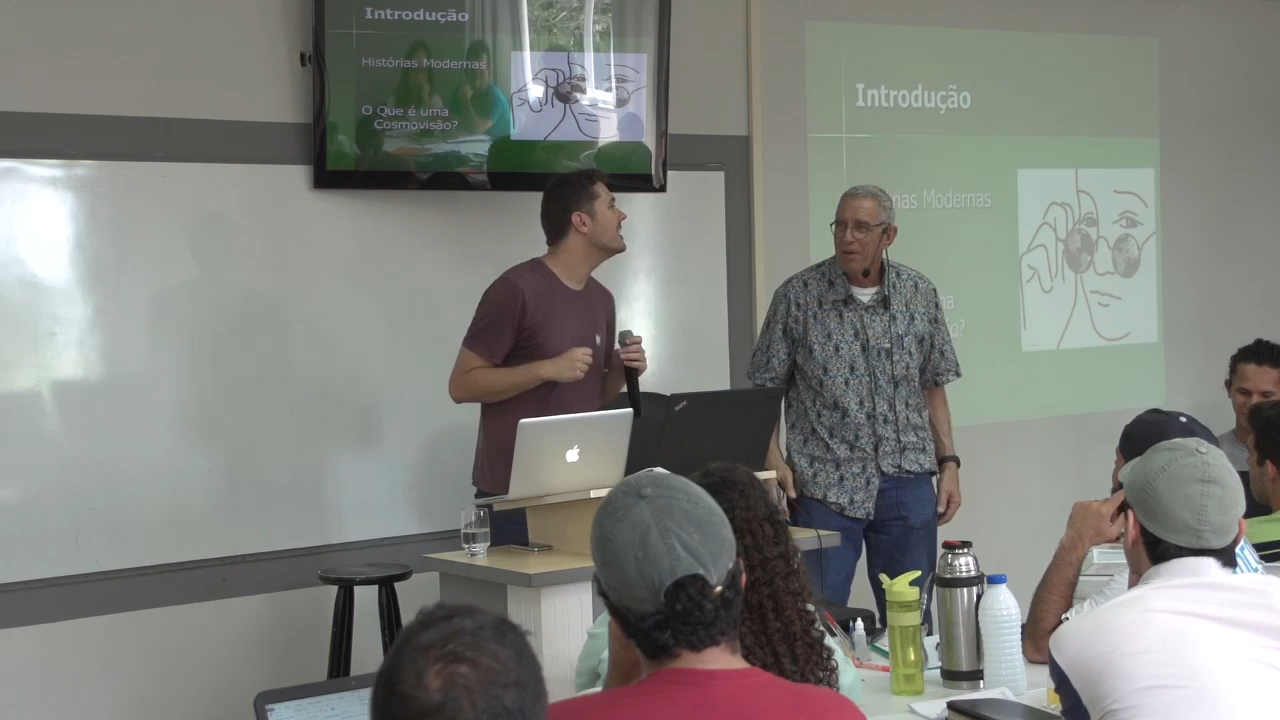 Introdução
Histórias Modernas
O Que é uma
Cosmovisão?
Introdução
rias Modernas